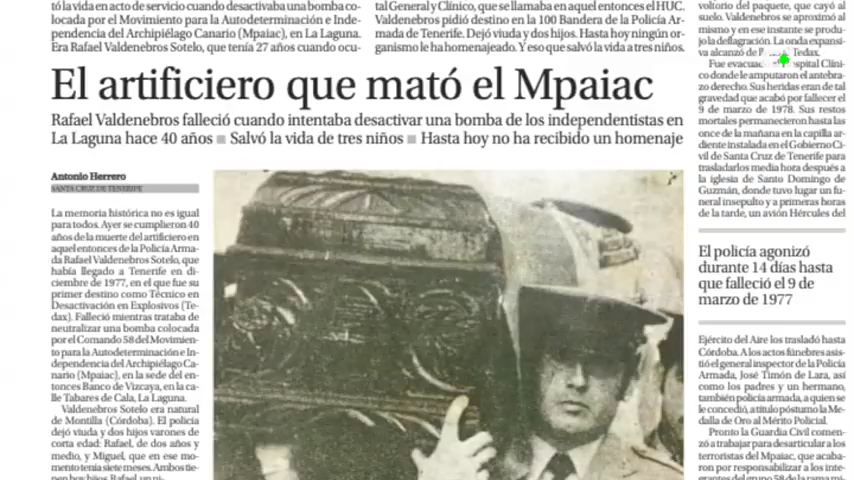 tó la vida en acto de servicio cuando desactivaba una bomba co-
locada por el Movimiento para la Autodeterminación e Inde-
pendencia del Archipiélago Canario (Mpaiac), en La Laguna.
Era Rafael Valdenebros Sotelo, que tenía 27 años cuando ocu-
tal General y Clínico, que se llamaba en aquel entonces el HUC.
Valdenebros pidió destino en la 100 Bandera de la Policía Ar-
mada de Tenerife. Dejó viuda y dos hijos. Hasta hoy ningún or-
ganismo le ha homenajeado. Y eso que salvó la vida a tres niños.
El artificiero que mató el Mpaiac
Rafael Valdenebros falleció cuando intentaba desactivar una bomba de los independentistas en
La Laguna hace 40 años ■ Salvó la vida de tres niños ■ Hasta hoy no ha recibido un homenaje
Antonio Herrero
SANTA CRUZ DE TENERIFE
La memoria histórica no es igual
para todos. Ayer se cumplieron 40
años de la muerte del artificiero en
aquel entonces de la Policía Arma-
da Rafael Valdenebros Sotelo, que
había llegado a Tenerife en di-
ciembre de 1977, en el que fue su
primer destino como Técnico en
Desactivación en Explosivos (Te-
dax). Falleció mientras trataba de
neutralizar una bomba colocada
por el Comando 58 del Movimien-
to para la Autodeterminación e In-
dependencia del Archipiélago Ca-
nario (Mpaiac), en la sede del en-
tonces Banco de Vizcaya, en la ca-
lle Tabares de Cala, La Laguna.
Valdenebros Sotelo era natural
de Montilla (Córdoba). El policía
dejó viuda y dos hijos varones de
corta edad: Rafael, de dos años y
medio, y Miguel, que en ese mo-
mento tenía siete meses. Ambos tie-
nen hoy hijos. Rafael, un ni-
voltorio del paquete, que cayó al
suelo. Valdenebros se aproximó al
mismo y en ese instante se produ-
jo la deflagración. La onda expansi-
va alcanzó de Tedax.
Fue evacuado Clíni-
co donde le amputaron el antebra-
zo derecho. Sus heridas eran de tal
gravedad que acabó por fallecer el
9 de marzo de 1978. Sus restos
mortales permanecieron hasta las
once de la mañana en la capilla ar-
diente instalada en el Gobierno Ci-
vil de Santa Cruz de Tenerife para
trasladarlos media hora después a
la iglesia de Santo Domingo de
Guzmán, donde tuvo lugar un fu-
neral insepulto y a primeras horas
de la tarde, un avión Hércules del
El policía agonizó
durante 14 días hasta
que falleció el 9 de
marzo de 1977
Ejército del Aire los trasladó hasta
Córdoba. A los actos fúnebres asis-
tió el general inspector de la Policía
Armada, José Timón de Lara, así
como los padres y un hermano,
también policía armada, a quien se
le concedió, a título póstumo la Me-
dalla de Oro al Mérito Policial.
Pronto la Guardia Civil comen-
zó a trabajar para desarticular a los
terroristas del Mpaiac, que acaba-
ron por responsabilizar a los inte-
grantes del grupo 58 de la rama mi-